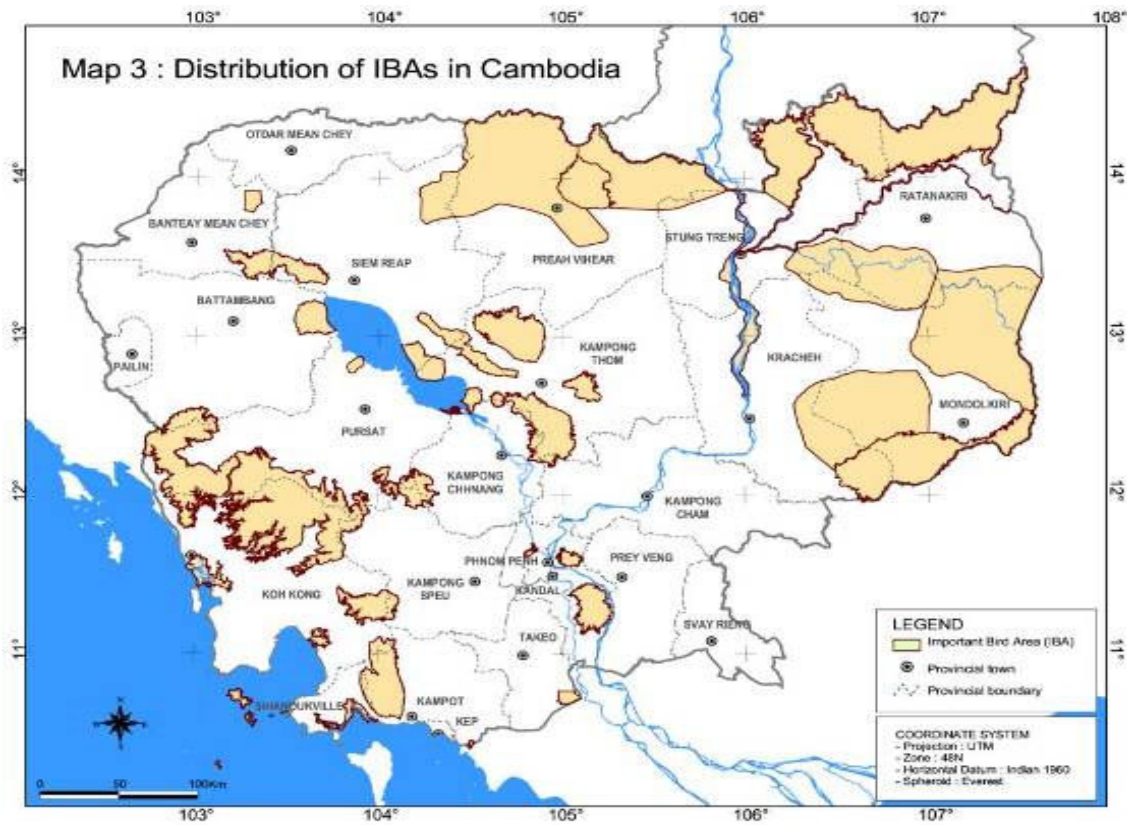 103° 104° 105° 106° 107° 108°
Map 3 : Distribution of IBAs in Cambodia
OTDAR MEAN CHEY
14° 14°
RATANAKIRI
BANTEAY MEAN CHEY
STUNG TRENG
SIEM REAP
PREAH VIHEAR
BATTAMBANG
13° 13°
KAMPONG
THOM
KRACHEH
PAILIN
MONDOLKIRI
PURSAT
KAMPONG
CHHNANG
12° 12°
KAMPONG
CHAM
PHNOM PENH
PREY VENG
KAMPONG
SPEU
KANDAL
KOH KONG
SVAY RIENG
TAKEO
11° 11°
KAMPOT
SIHANOUKVILLE
KEP
LEGEND
Important Bird Area (IBA)
Provincial town
Provincial boundary
COORDINATE SYSTEM
- Projection : UTM
- Zone : 48N
- Horizontal Datum : Indian 1960
- Spheroid : Everest
0 50 100Km
103° 104° 105° 106° 107°